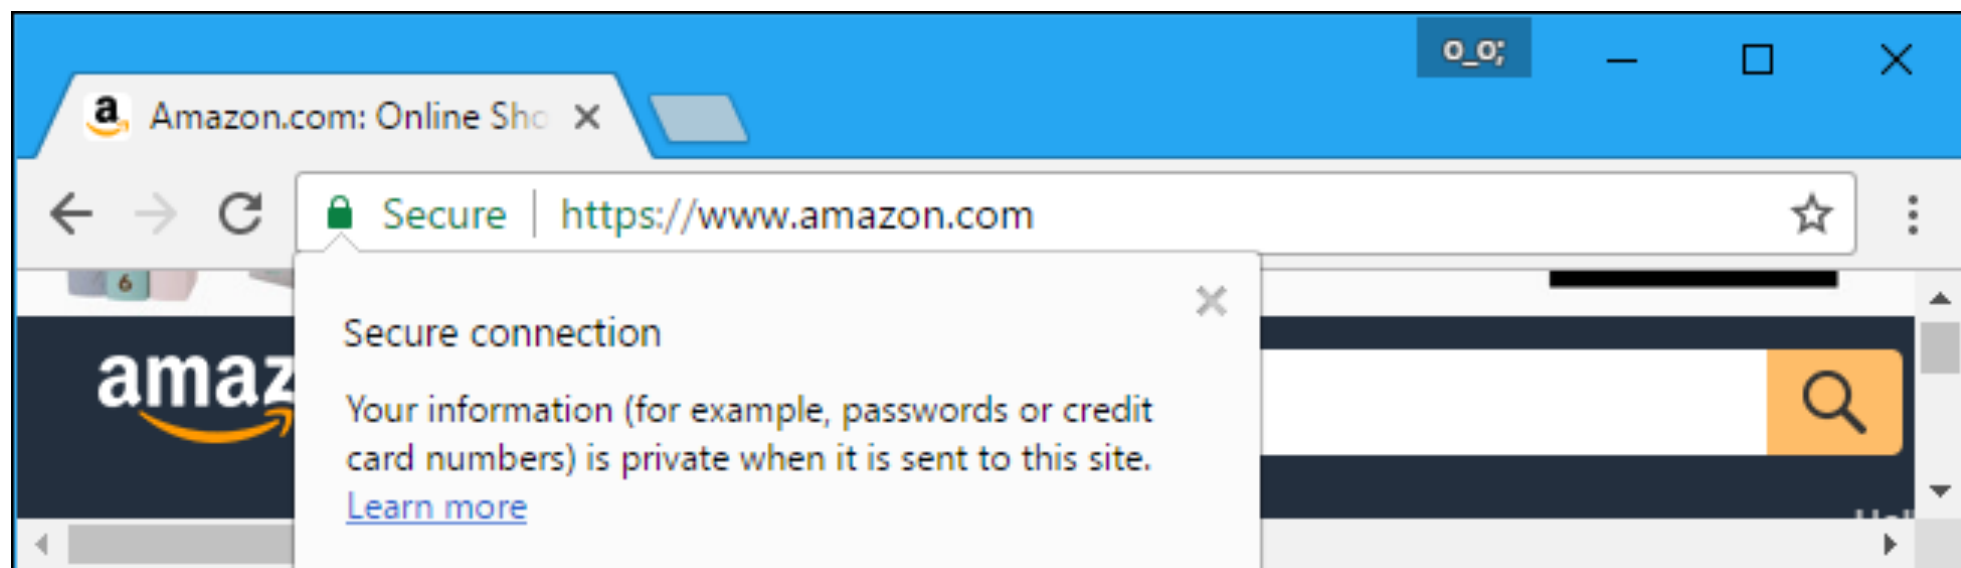 o_o;
a Amazon.com: Online Sho
Secure https://www.amazon.com
6
Secure connection
amaz
Your information (for example, passwords or credit
card numbers) is private when it is sent to this site.
Learn more